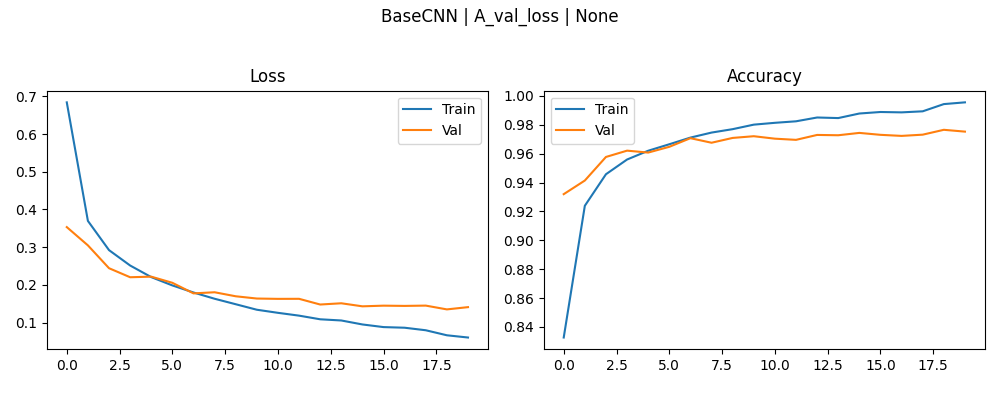 BaseCNN | A_val_loss | None
Loss
Train
Val
0.7
0.6
0.5
0.4
0.3
0.2
0.1
0.0 2.5 5.0 7.5 10.0 12.5 15.0 17.5
Accuracy
Train
Val
1.00
0.98
0.96
0.94
0.92
0.90
0.88
0.86
0.84
0.0 2.5 5.0 7.5 10.0 12.5 15.0 17.5